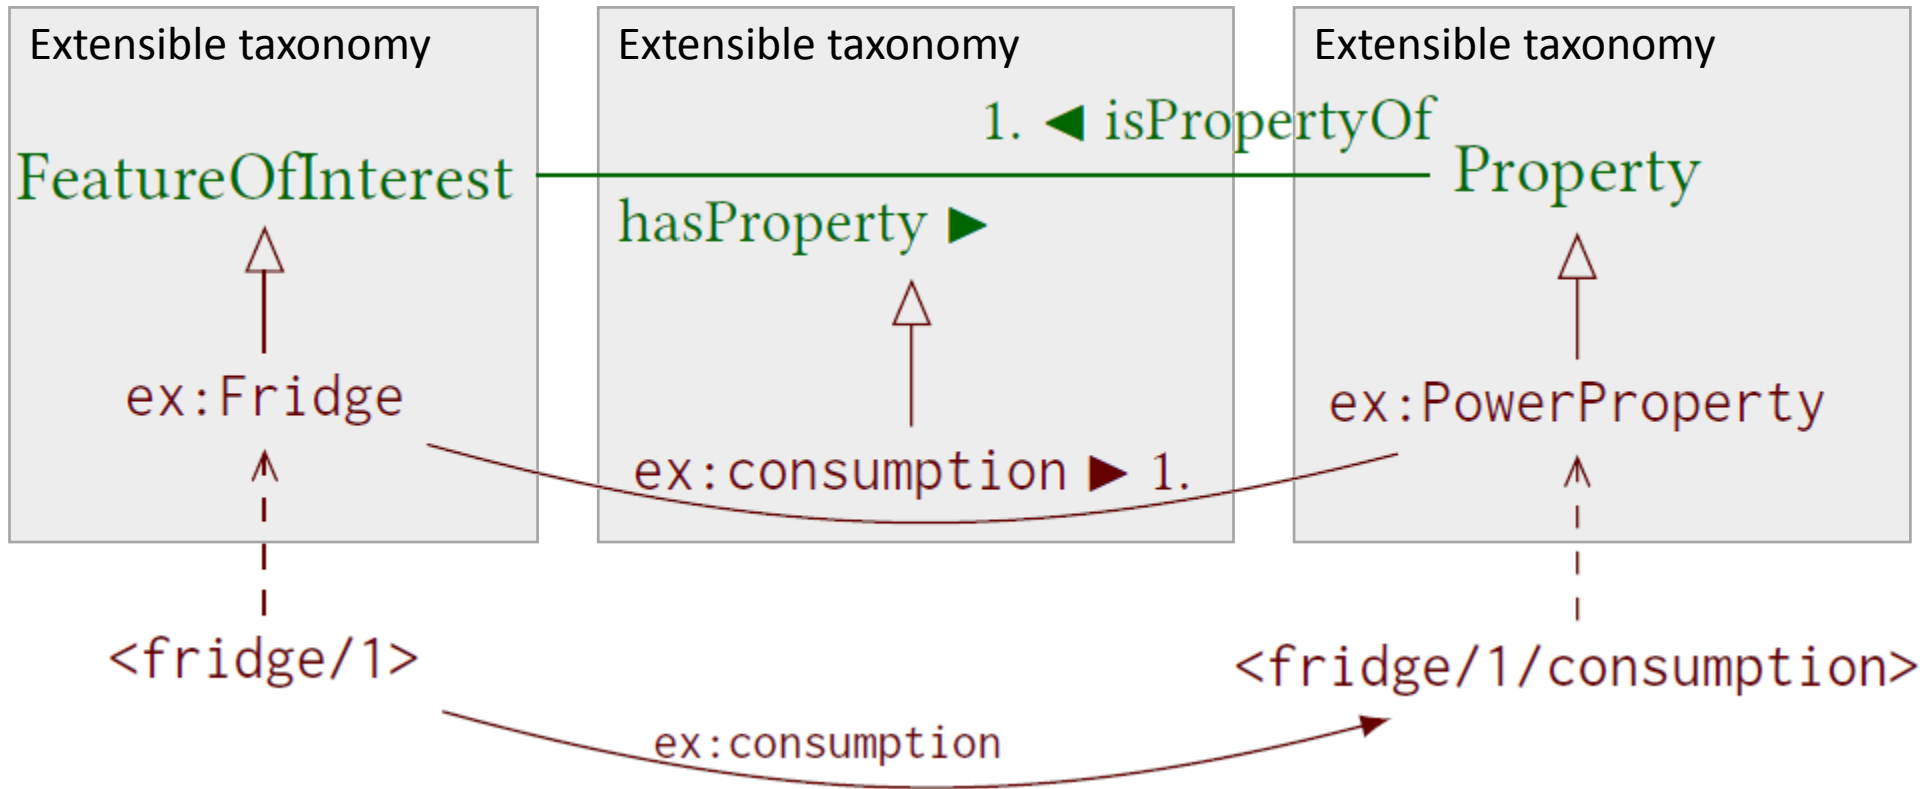 Extensible taxonomy
Extensible taxonomy
Extensible taxonomy
1. ◀ isPropertyOf
FeatureOfInterest
Property
hasProperty ▶
ex:Fridge
ex:PowerProperty
ex:consumption ▶ 1.
<fridge/1>
<fridge/1/consumption>
ex:consumption